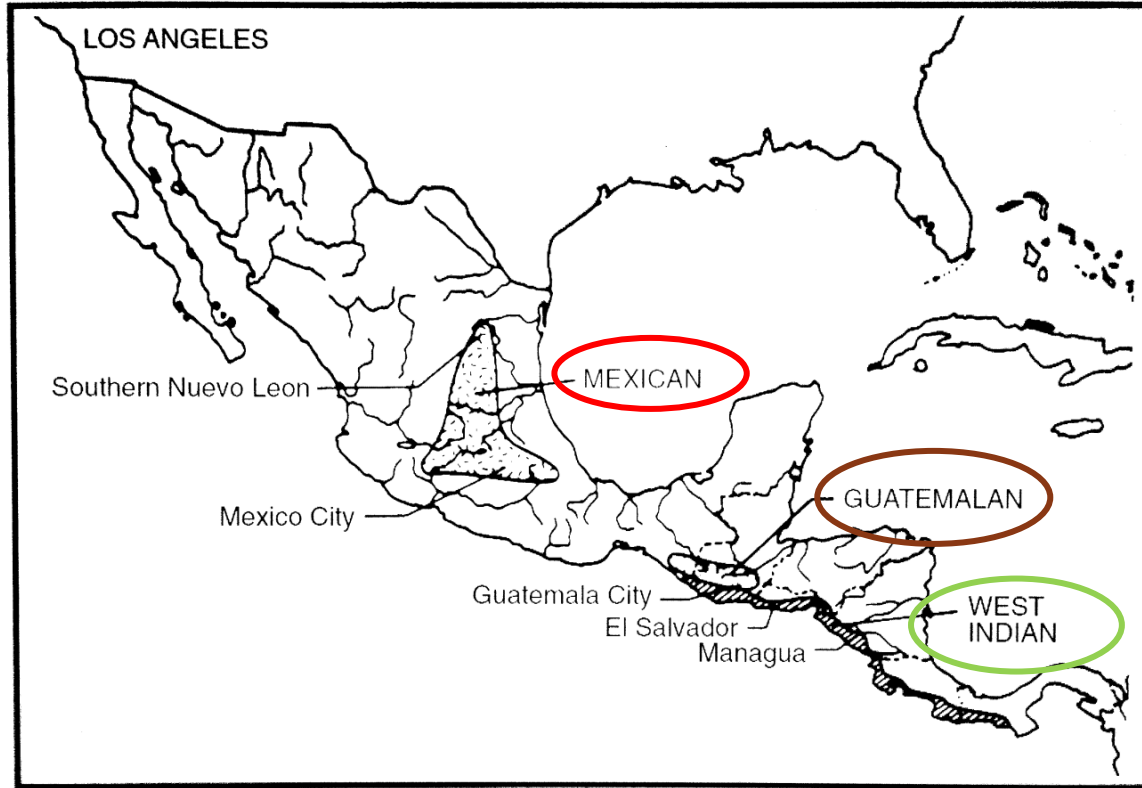 LOS ANGELES
Southern Nuevo Leon
MEXICAN
Mexico City
GUATEMALAN
Guatemala City
El Salvador
Managua
WEST
INDIAN